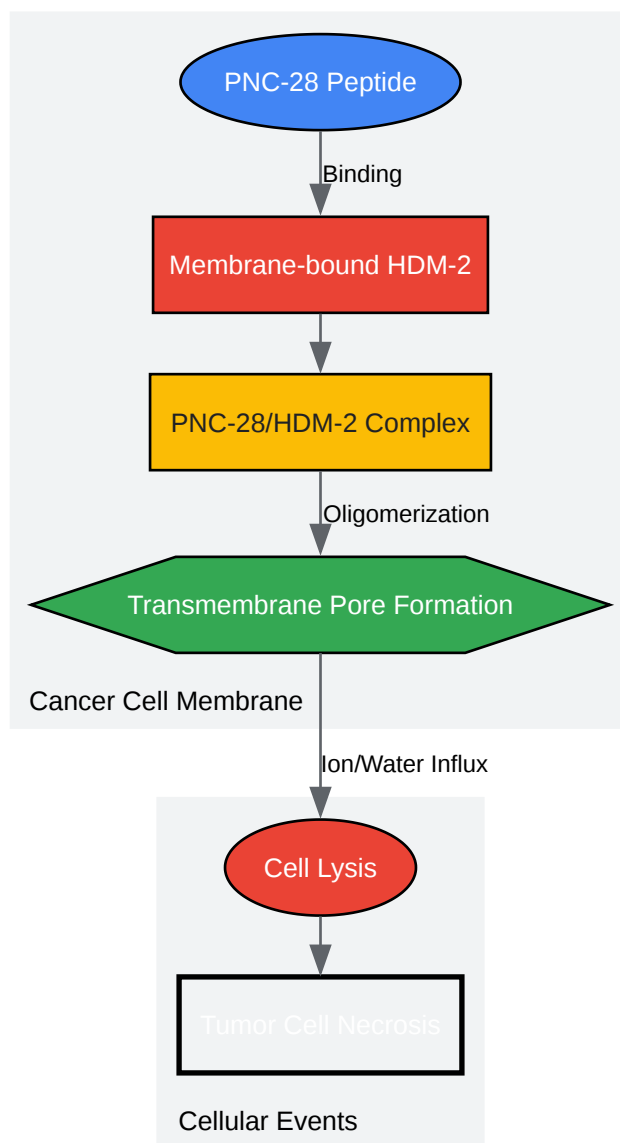 PNC-28 Peptide
Binding
Membrane-bound HDM-2
PNC-28/HDM-2 Complex
Oligomerization
Transmembrane Pore Formation
Cancer Cell Membrane
Ion/Water Influx
Cell Lysis
Tumor Cell Necrosis
Cellular Events